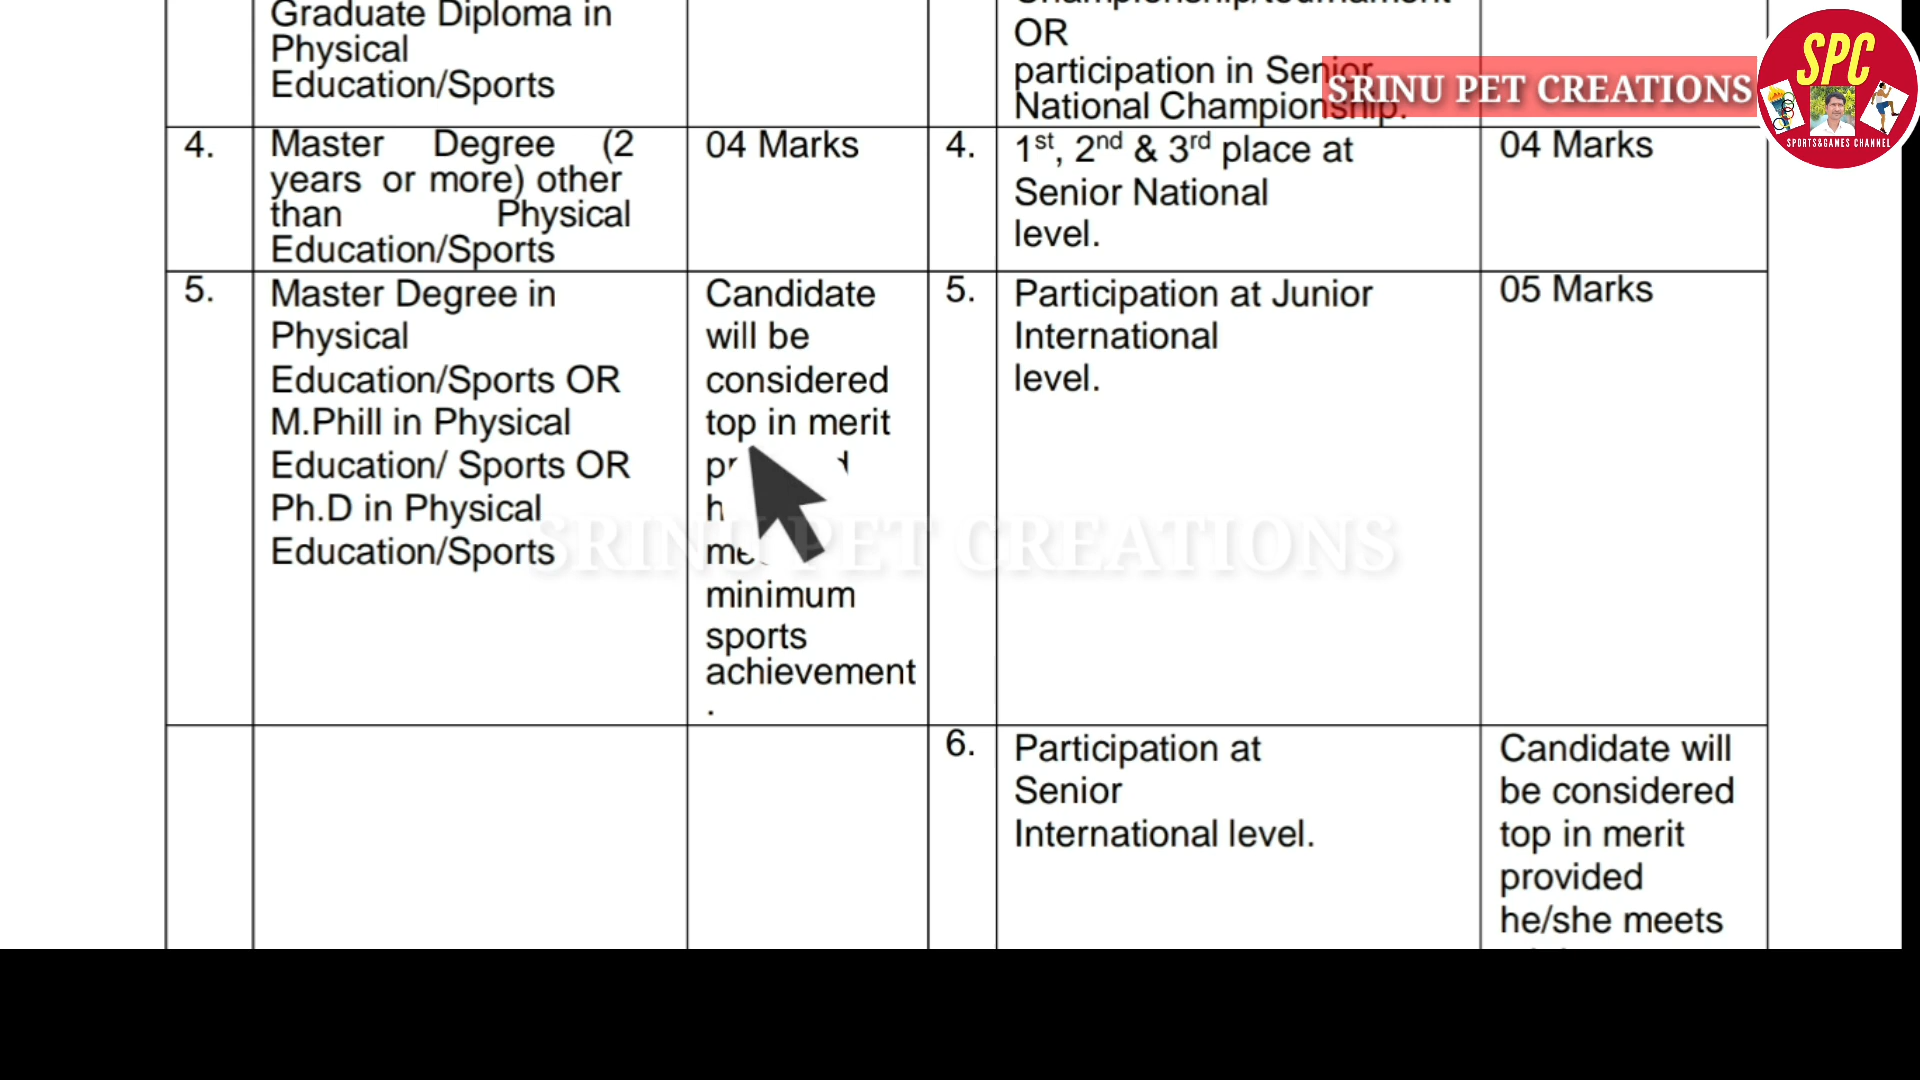 Graduate Diploma in
Physical
Education/Sports
OR
participation in Senior
National Championship.
SRINU PET CREATIONS
SPC
SPORTS&GAMES CHANNEL
4.
Master Degree (2
years or more) other
than Physical
Education/Sports
04 Marks
4.
1st, 2nd & 3rd place at
Senior National
level.
04 Marks
5.
Master Degree in
Physical
Education/Sports OR
M.Phill in Physical
Education/ Sports OR
Ph.D in Physical
Education/Sports
Candidate
will be
considered
top in merit
minimum
sports
achievement
.
5.
Participation at Junior
International
level.
05 Marks
SRINU PET CREATIONS
6.
Participation at
Senior
International level.
Candidate will
be considered
top in merit
provided
he/she meets